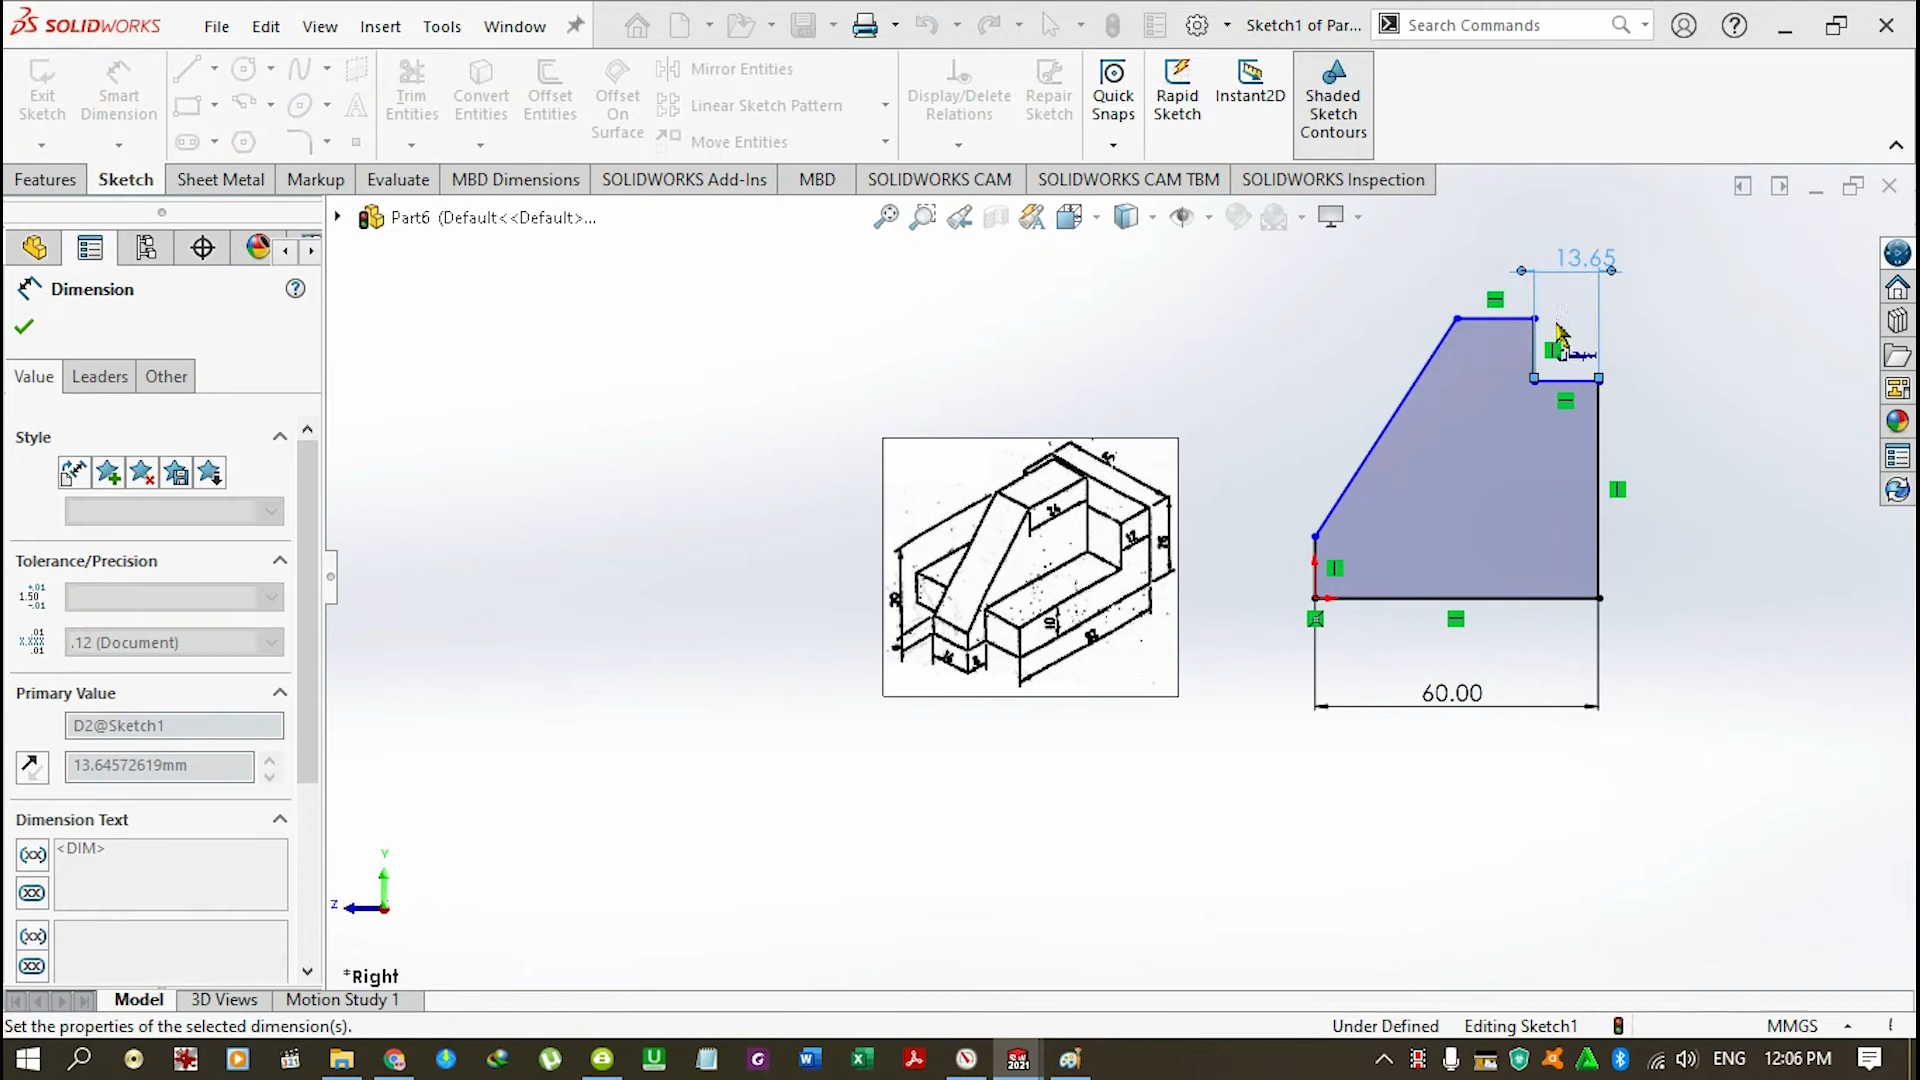 SOLIDWORKS File Edit View Insert Tools Window Sketch1 of Par... Search Commands
Exit Sketch
Smart Dimension
Trim Entities
Convert Entities
Offset Entities
Offset On Surface
Mirror Entities
Linear Sketch Pattern
Move Entities
Display/Delete Relations
Repair Sketch
Quick Snaps
Rapid Sketch
Instant2D
Shaded Sketch Contours
Features Sketch Sheet Metal Markup Evaluate MBD Dimensions SOLIDWORKS Add-Ins MBD SOLIDWORKS CAM SOLIDWORKS CAM TBM SOLIDWORKS Inspection
Part6 (Default<<Default>...
Dimension
Value Leaders Other
Style
Tolerance/Precision
.12 (Document)
Primary Value
D2@Sketch1
13.64572619mm
Dimension Text
<DIM>
13.65
60.00
10
12
Y
Z
*Right
Model 3D Views Motion Study 1
Set the properties of the selected dimension(s). Under Defined Editing Sketch1 MMGS
ENG 12:06 PM